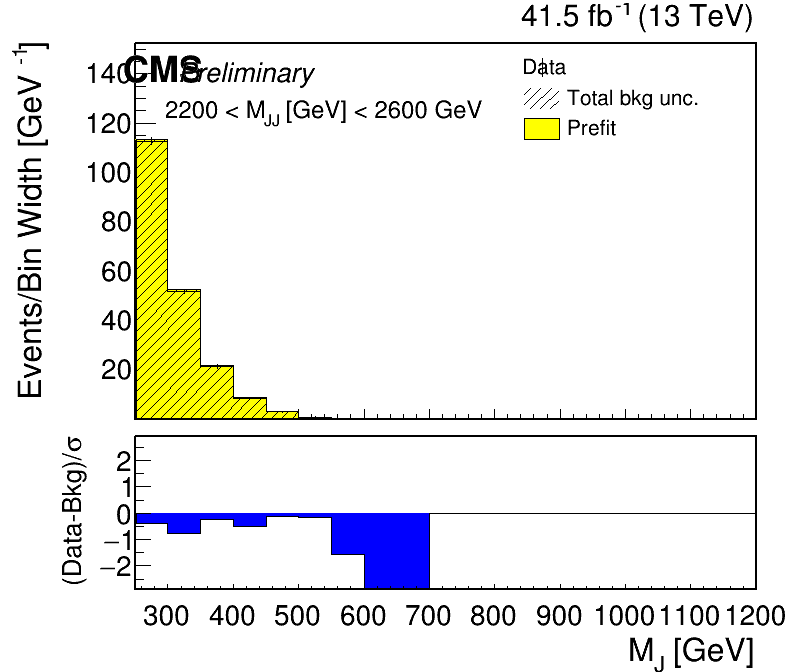 41.5 fb⁻¹ (13 TeV)
CMS Preliminary
2200 < M_JJ [GeV] < 2600 GeV
Data
Total bkg unc.
Prefit
Events/Bin Width [GeV⁻¹]
140
120
100
80
60
40
20
(Data-Bkg)/σ
2
1
0
−1
−2
300 400 500 600 700 800 900 1000 1100 1200
M_J [GeV]